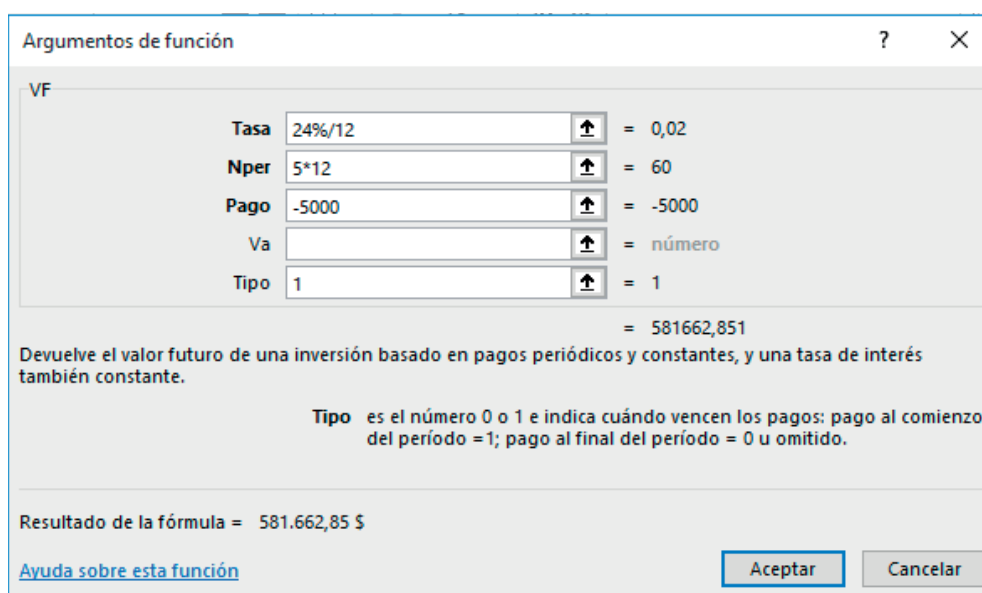 Argumentos de función ? ×
VF
Tasa 24%/12 = 0,02
Nper 5*12 = 60
Pago -5000 = -5000
Va = número
Tipo 1 = 1
= 581662,851
Devuelve el valor futuro de una inversión basado en pagos periódicos y constantes, y una tasa de interés
también constante.
Tipo es el número 0 o 1 e indica cuándo vencen los pagos: pago al comienzo
del período =1; pago al final del período = 0 u omitido.
Resultado de la fórmula = 581.662,85 $
Ayuda sobre esta función Aceptar Cancelar